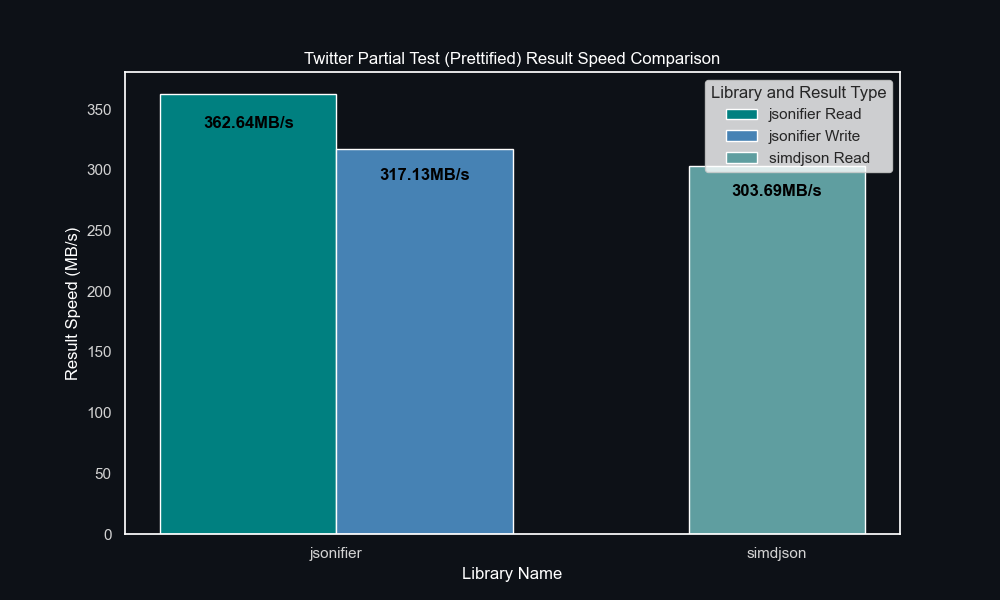 Twitter Partial Test (Prettified) Result Speed Comparison
Library and Result Type
jsonifier Read
jsonifier Write
simdjson Read
362.64MB/s
317.13MB/s
303.69MB/s
Result Speed (MB/s)
350
300
250
200
150
100
50
0
jsonifier
simdjson
Library Name